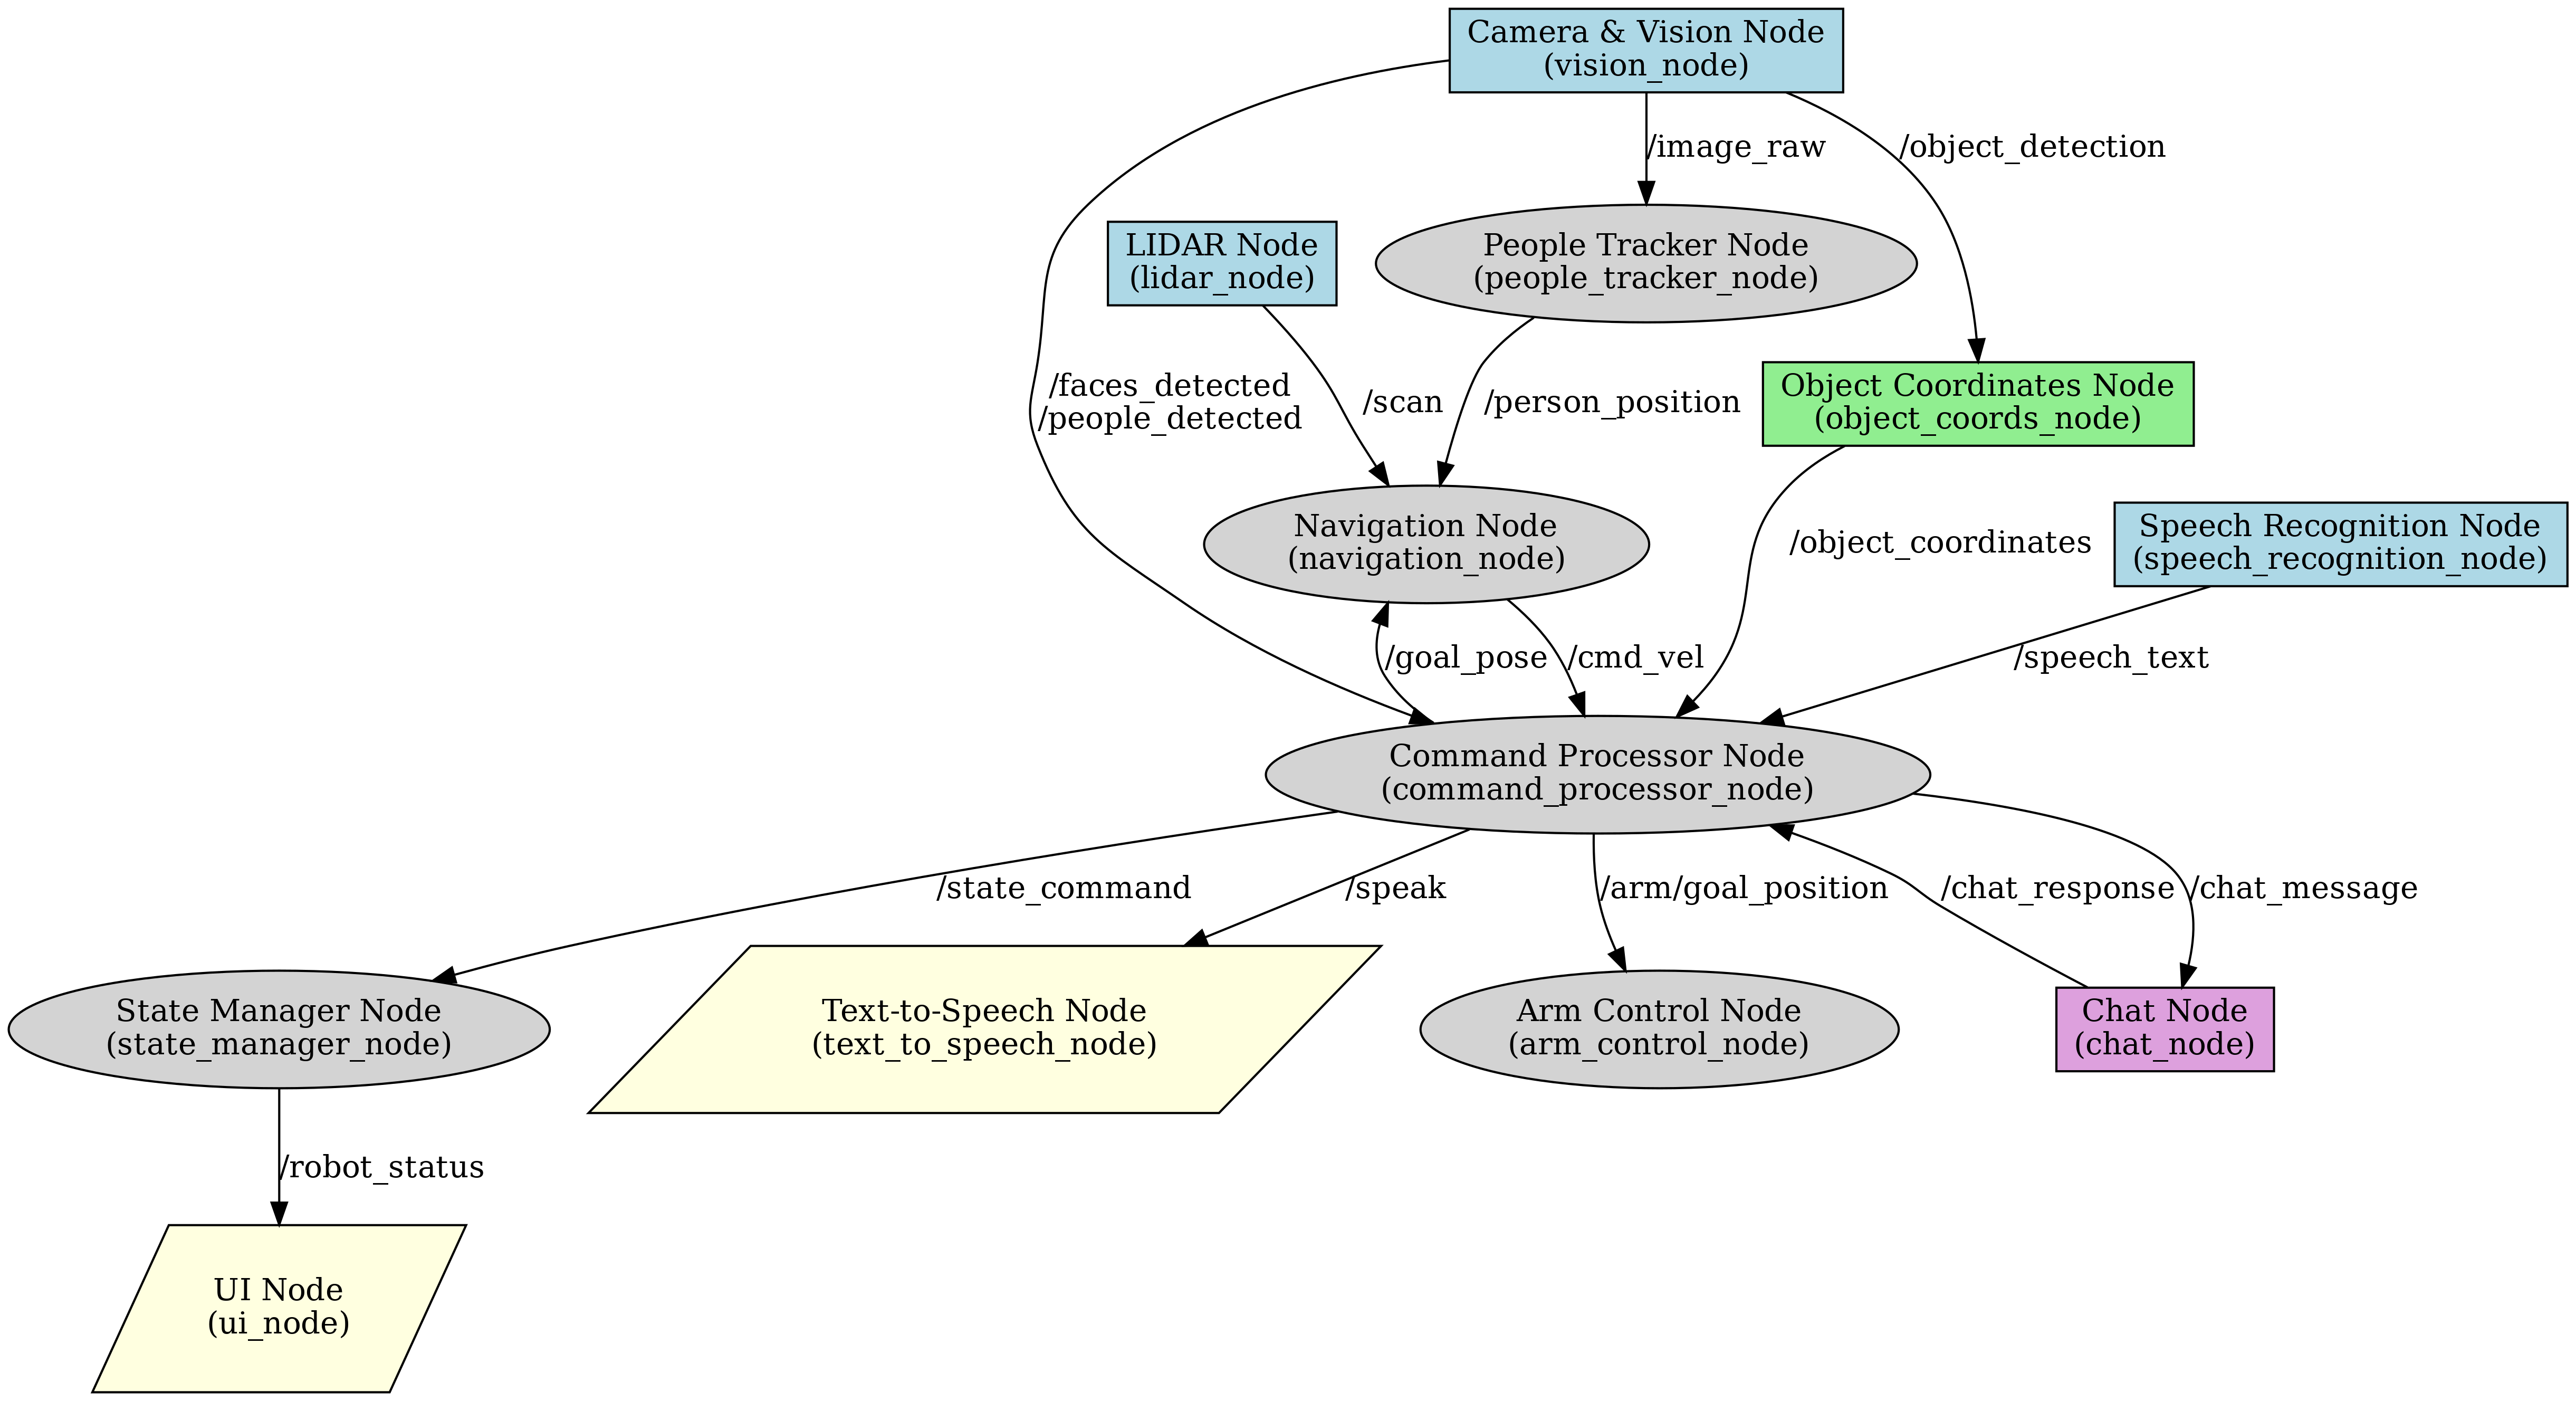 Camera & Vision Node
(vision_node)
/image_raw
/object_detection
LIDAR Node
(lidar_node)
People Tracker Node
(people_tracker_node)
/faces_detected
/people_detected
/scan
/person_position
Object Coordinates Node
(object_coords_node)
Navigation Node
(navigation_node)
/object_coordinates
Speech Recognition Node
(speech_recognition_node)
/goal_pose
/cmd_vel
/speech_text
Command Processor Node
(command_processor_node)
/state_command
/speak
/arm/goal_position
/chat_response
/chat_message
State Manager Node
(state_manager_node)
Text-to-Speech Node
(text_to_speech_node)
Arm Control Node
(arm_control_node)
Chat Node
(chat_node)
/robot_status
UI Node
(ui_node)